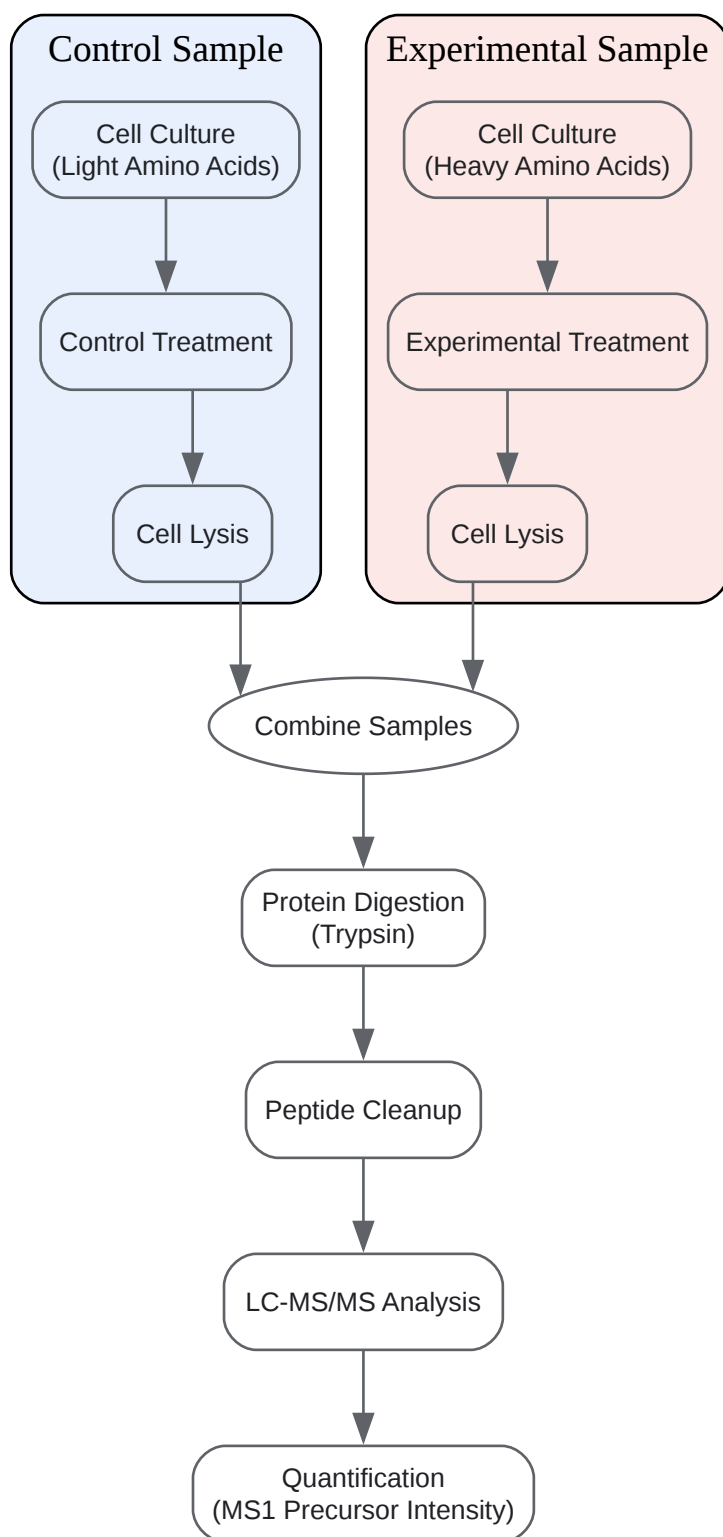 Control Sample
Cell Culture
(Light Amino Acids)
Control Treatment
Cell Lysis
Experimental Sample
Cell Culture
(Heavy Amino Acids)
Experimental Treatment
Cell Lysis
Combine Samples
Protein Digestion
(Trypsin)
Peptide Cleanup
LC-MS/MS Analysis
Quantification
(MS1 Precursor Intensity)